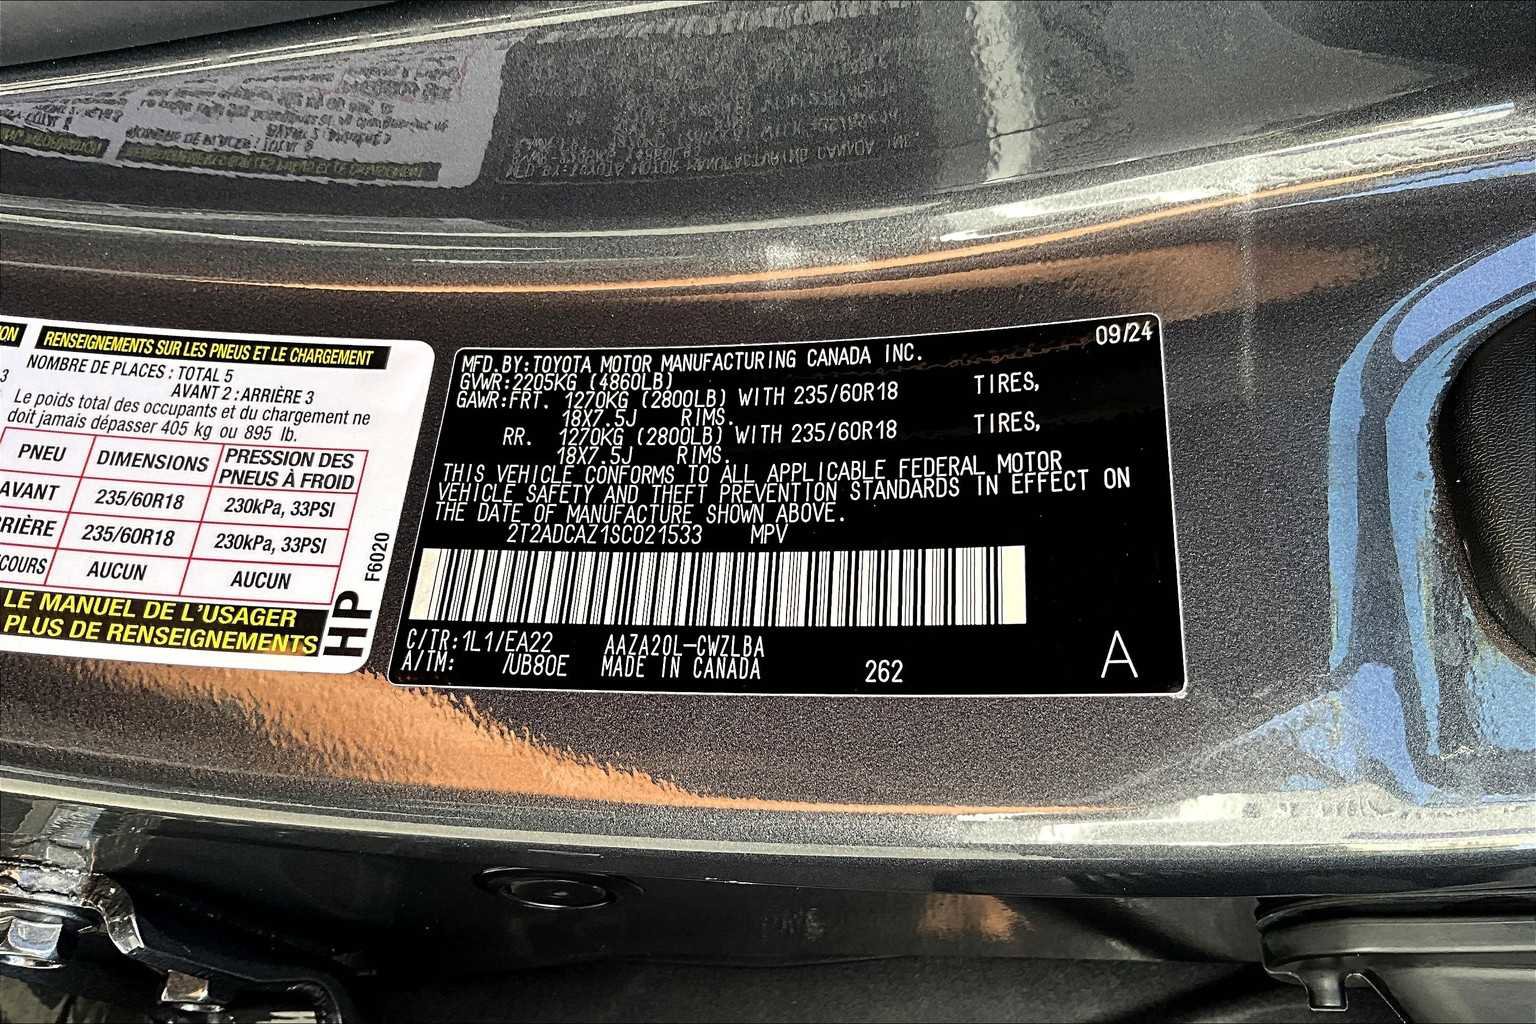 ON
RENSEIGNEMENTS SUR LES PNEUS ET LE CHARGEMENT
3
NOMBRE DE PLACES : TOTAL 5
AVANT 2 : ARRIÈRE 3
Le poids total des occupants et du chargement ne
doit jamais dépasser 405 kg ou 895 lb.
PNEU DIMENSIONS PRESSION DES PNEUS À FROID
AVANT 235/60R18 230kPa, 33PSI
RRIÈRE 235/60R18 230kPa, 33PSI
COURS AUCUN AUCUN
LE MANUEL DE L'USAGER
PLUS DE RENSEIGNEMENTS
HP F6020
09/24
MFD.BY:TOYOTA MOTOR MANUFACTURING CANADA INC.
GVWR:2205KG (4860LB)
GAWR:FRT. 1270KG (2800LB) WITH 235/60R18 TIRES,
18X7.5J RIMS.
RR. 1270KG (2800LB) WITH 235/60R18 TIRES,
18X7.5J RIMS.
THIS VEHICLE CONFORMS TO ALL APPLICABLE FEDERAL MOTOR
VEHICLE SAFETY AND THEFT PREVENTION STANDARDS IN EFFECT ON
THE DATE OF MANUFACTURE SHOWN ABOVE.
2T2ADCAZ1SC021533 MPV
C/TR:1L1/EA22 AAZA20L-CWZLBA
A/TM: /UB80E MADE IN CANADA 262 A